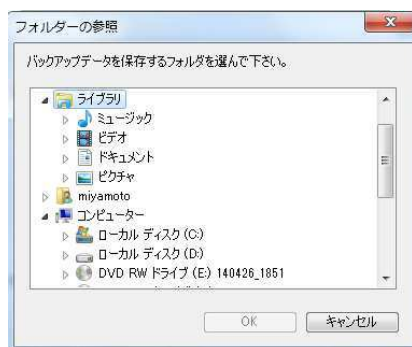 フォルダーの参照
バックアップデータを保存するフォルダを選んで下さい。
ライブラリ
ミュージック
ビデオ
ドキュメント
ピクチャ
miyamoto
コンピューター
ローカル ディスク (C:)
ローカル ディスク (D:)
DVD RW ドライブ (E:) 140426_1851
OK
キャンセル